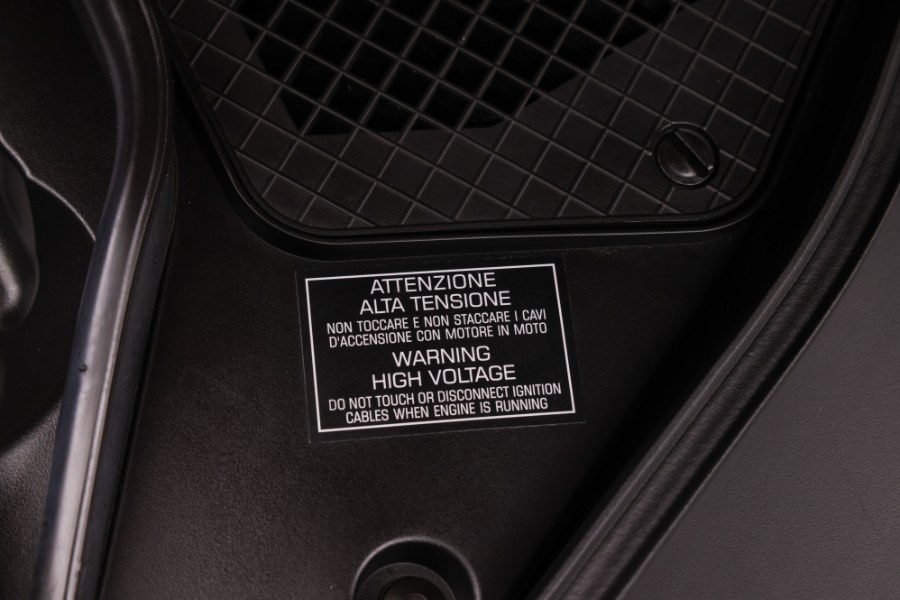 ATTENZIONE
ALTA TENSIONE
NON TOCCARE E NON STACCARE I CAVI
D'ACCENSIONE CON MOTORE IN MOTO
WARNING
HIGH VOLTAGE
DO NOT TOUCH OR DISCONNECT IGNITION
CABLES WHEN ENGINE IS RUNNING